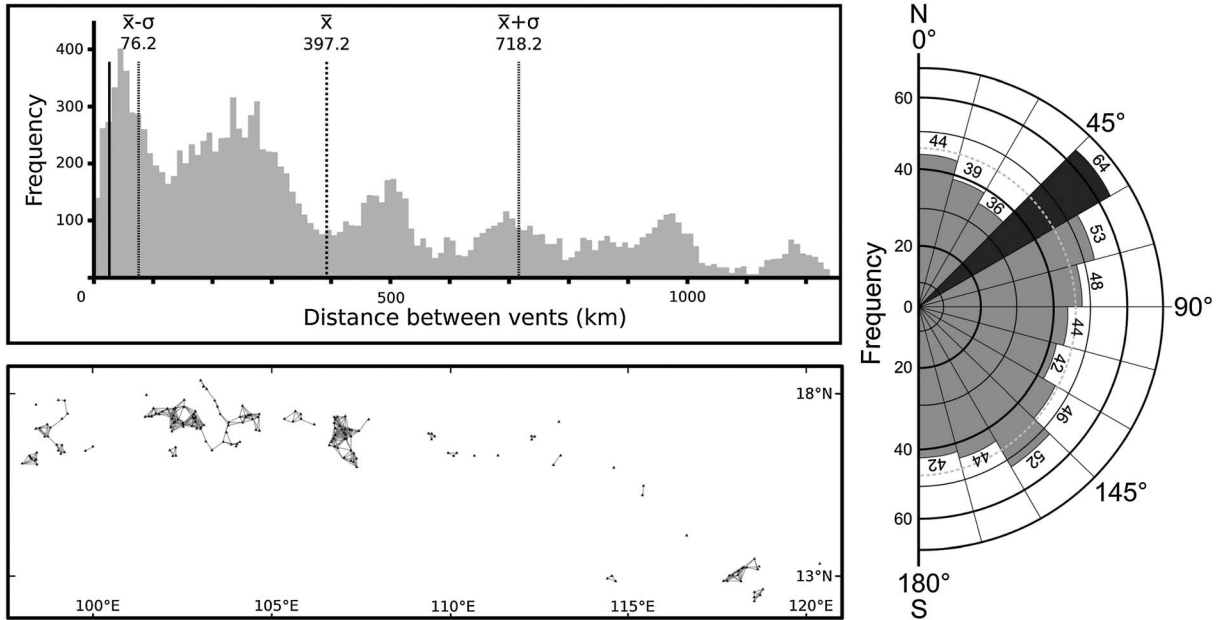 x̄-σ
76.2
x̄
397.2
x̄+σ
718.2
400
300
200
100
Frequency
0
500
1000
Distance between vents (km)
18°N
13°N
100°E
105°E
110°E
115°E
120°E
N
0°
60
40
20
0
20
40
60
Frequency
44
39
36
45°
64
53
48
90°
44
42
46
52
44
42
145°
180°
S